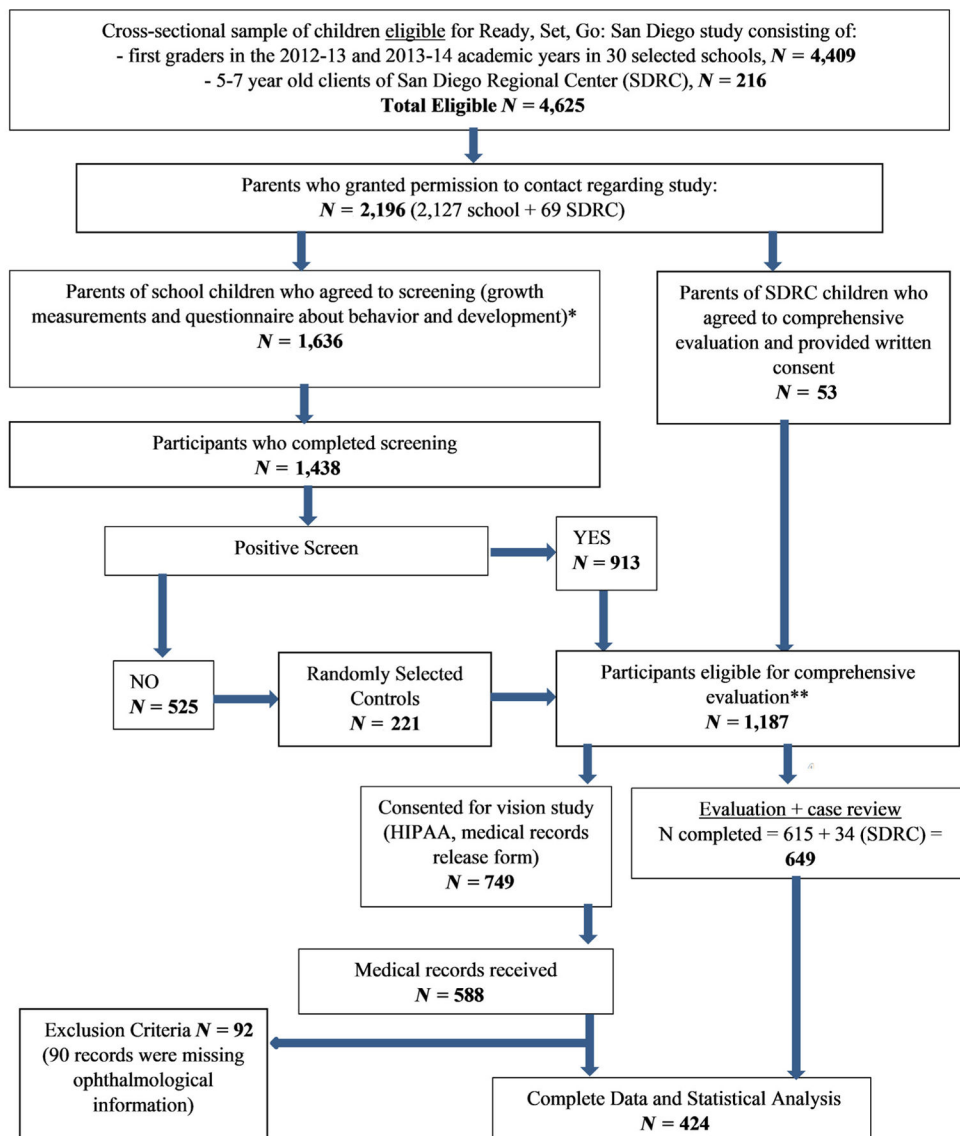 Cross-sectional sample of children eligible for Ready, Set, Go: San Diego study consisting of:
- first graders in the 2012-13 and 2013-14 academic years in 30 selected schools, N = 4,409
- 5-7 year old clients of San Diego Regional Center (SDRC), N = 216
Total Eligible N = 4,625
Parents who granted permission to contact regarding study:
N = 2,196 (2,127 school + 69 SDRC)
Parents of school children who agreed to screening (growth
measurements and questionnaire about behavior and development)*
N = 1,636
Parents of SDRC children who
agreed to comprehensive
evaluation and provided written
consent
N = 53
Participants who completed screening
N = 1,438
Positive Screen
YES
N = 913
NO
N = 525
Randomly Selected
Controls
N = 221
Participants eligible for comprehensive
evaluation**
N = 1,187
Consented for vision study
(HIPAA, medical records
release form)
N = 749
Evaluation + case review
N completed = 615 + 34 (SDRC) =
649
Medical records received
N = 588
Exclusion Criteria N = 92
(90 records were missing
ophthalmological
information)
Complete Data and Statistical Analysis
N = 424